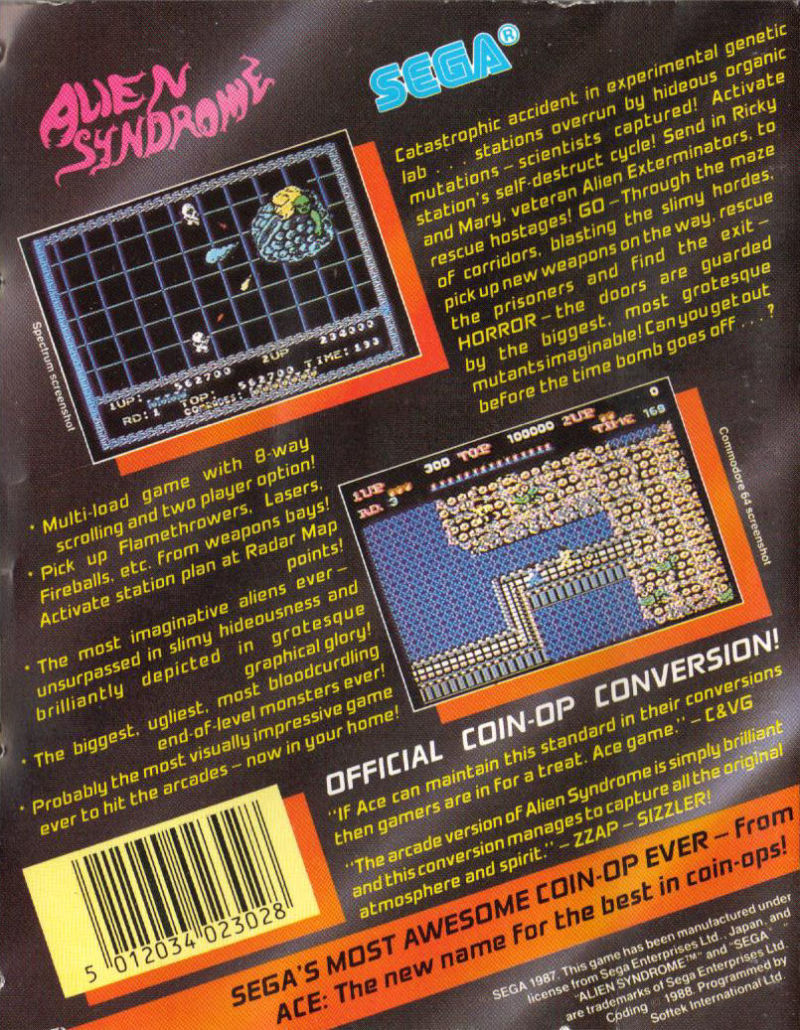 ALIEN
SYNDROME
SEGA®
Catastrophic accident in experimental genetic
lab . . . stations overrun by hideous organic
mutations – scientists captured! Activate
station's self-destruct cycle! Send in Ricky
and Mary, veteran Alien Exterminators, to
rescue hostages! GO – Through the maze
of corridors, blasting the slimy hordes,
pick up new weapons on the way, rescue
the prisoners and find the exit –
HORROR – the doors are guarded
by the biggest, most grotesque
mutants imaginable! Can you get out
before the time bomb goes off . . . ?
Spectrum screenshot
1UP: 562700 2UP 234000
RD:1 TOP: 562700 TIME:193
COMRADES:
• Multi-load game with 8-way
scrolling and two player option!
• Pick up Flamethrowers, Lasers,
Fireballs, etc. from weapons bays!
Activate station plan at Radar Map
points!
• The most imaginative aliens ever –
unsurpassed in slimy hideousness and
brilliantly depicted in grotesque
graphical glory!
• The biggest, ugliest, most bloodcurdling
end-of-level monsters ever!
• Probably the most visually impressive game
ever to hit the arcades – now in your home!
1UP 300 TOP 100000 2UP 0
RD. 3 TIME 169
Commodore 64 screenshot
OFFICIAL COIN-OP CONVERSION!
"If Ace can maintain this standard in their conversions
then gamers are in for a treat. Ace game." – C&VG
"The arcade version of Alien Syndrome is simply brilliant
and this conversion manages to capture all the original
atmosphere and spirit." – ZZAP – SIZZLER!
5 012034 023028
SEGA'S MOST AWESOME COIN-OP EVER – From
ACE: The new name for the best in coin-ops!
SEGA 1987. This game has been manufactured under
license from Sega Enterprises Ltd., Japan, and
"ALIEN SYNDROME™" and "SEGA®"
are trademarks of Sega Enterprises Ltd.
Coding 1988. Programmed by
Softek International Ltd